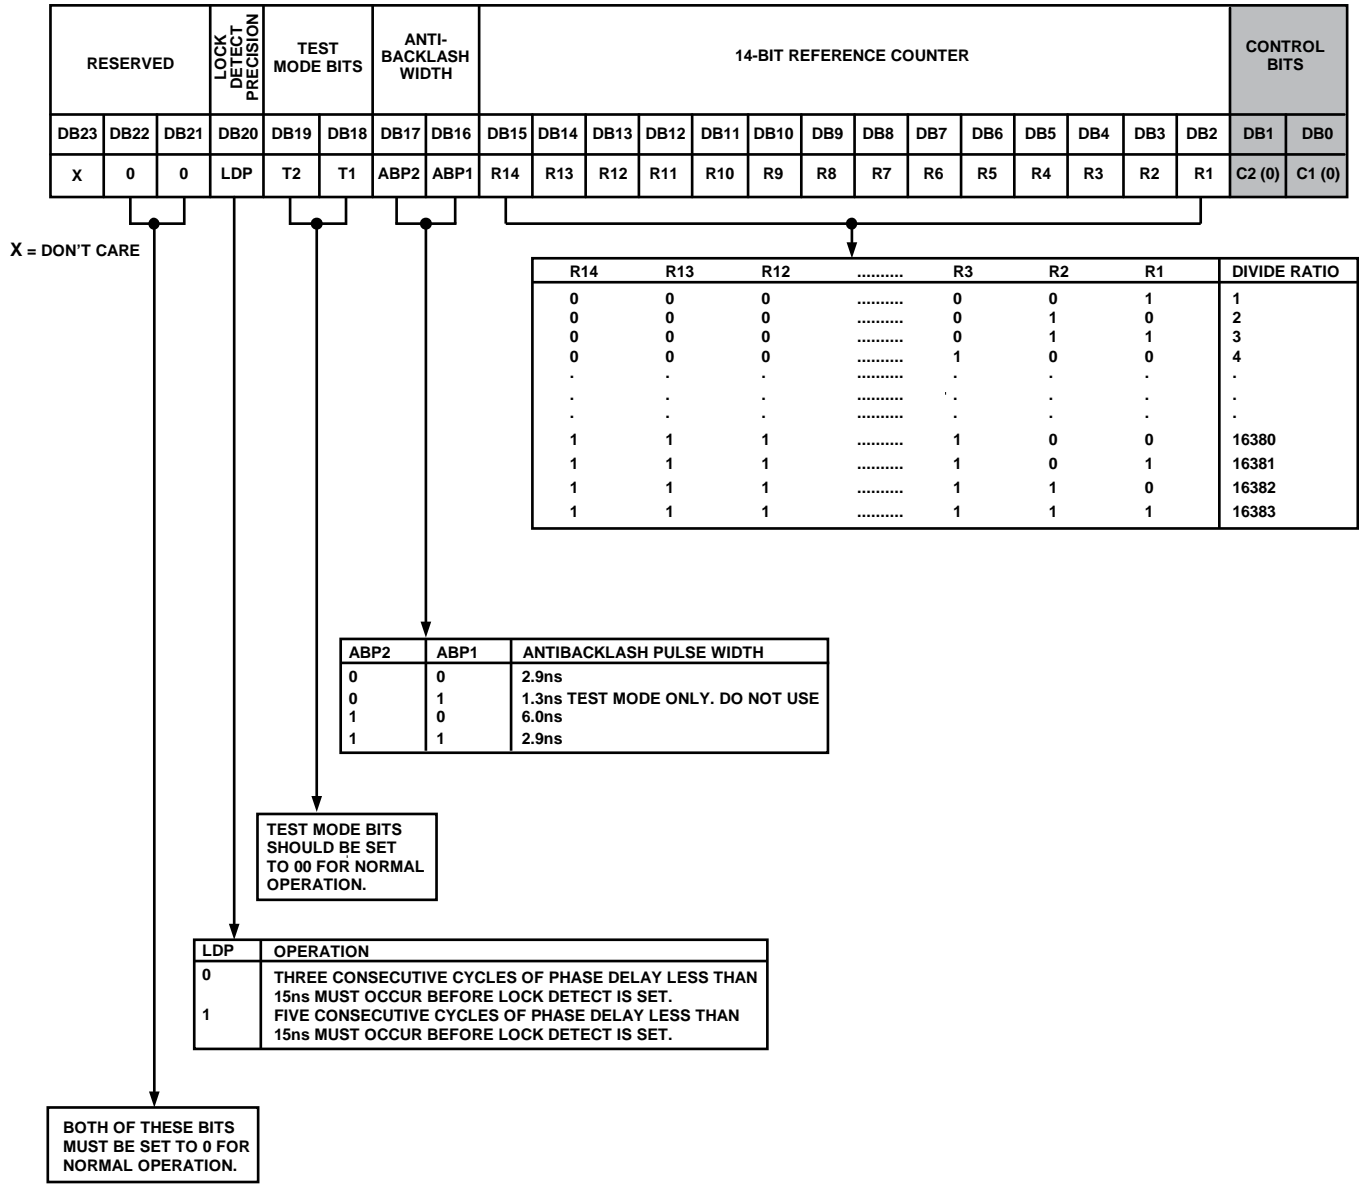 RESERVED
LOCK
DETECT
PRECISION
TEST
MODE BITS
ANTI-
BACKLASH
WIDTH
14-BIT REFERENCE COUNTER
CONTROL
BITS
DB23 DB22 DB21 DB20 DB19 DB18 DB17 DB16 DB15 DB14 DB13 DB12 DB11 DB10 DB9 DB8 DB7 DB6 DB5 DB4 DB3 DB2 DB1 DB0
X 0 0 LDP T2 T1 ABP2 ABP1 R14 R13 R12 R11 R10 R9 R8 R7 R6 R5 R4 R3 R2 R1 C2 (0) C1 (0)
X = DON'T CARE
R14 R13 R12 .......... R3 R2 R1 DIVIDE RATIO
0 0 0 .......... 0 0 1 1
0 0 0 .......... 0 1 0 2
0 0 0 .......... 0 1 1 3
0 0 0 .......... 1 0 0 4
. . . .......... . . . .
. . . .......... . . . .
. . . .......... . . . .
1 1 1 .......... 1 0 0 16380
1 1 1 .......... 1 0 1 16381
1 1 1 .......... 1 1 0 16382
1 1 1 .......... 1 1 1 16383
ABP2 ABP1 ANTIBACKLASH PULSE WIDTH
0 0 2.9ns
0 1 1.3ns TEST MODE ONLY. DO NOT USE
1 0 6.0ns
1 1 2.9ns
TEST MODE BITS
SHOULD BE SET
TO 00 FOR NORMAL
OPERATION.
LDP OPERATION
0 THREE CONSECUTIVE CYCLES OF PHASE DELAY LESS THAN
15ns MUST OCCUR BEFORE LOCK DETECT IS SET.
1 FIVE CONSECUTIVE CYCLES OF PHASE DELAY LESS THAN
15ns MUST OCCUR BEFORE LOCK DETECT IS SET.
BOTH OF THESE BITS
MUST BE SET TO 0 FOR
NORMAL OPERATION.